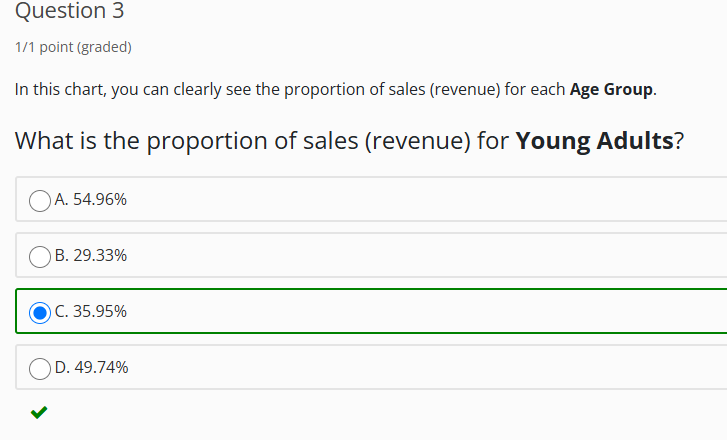 Question 3
1/1 point (graded)
In this chart, you can clearly see the proportion of sales (revenue) for each Age Group.
What is the proportion of sales (revenue) for Young Adults?
A. 54.96%
B. 29.33%
C. 35.95%
D. 49.74%